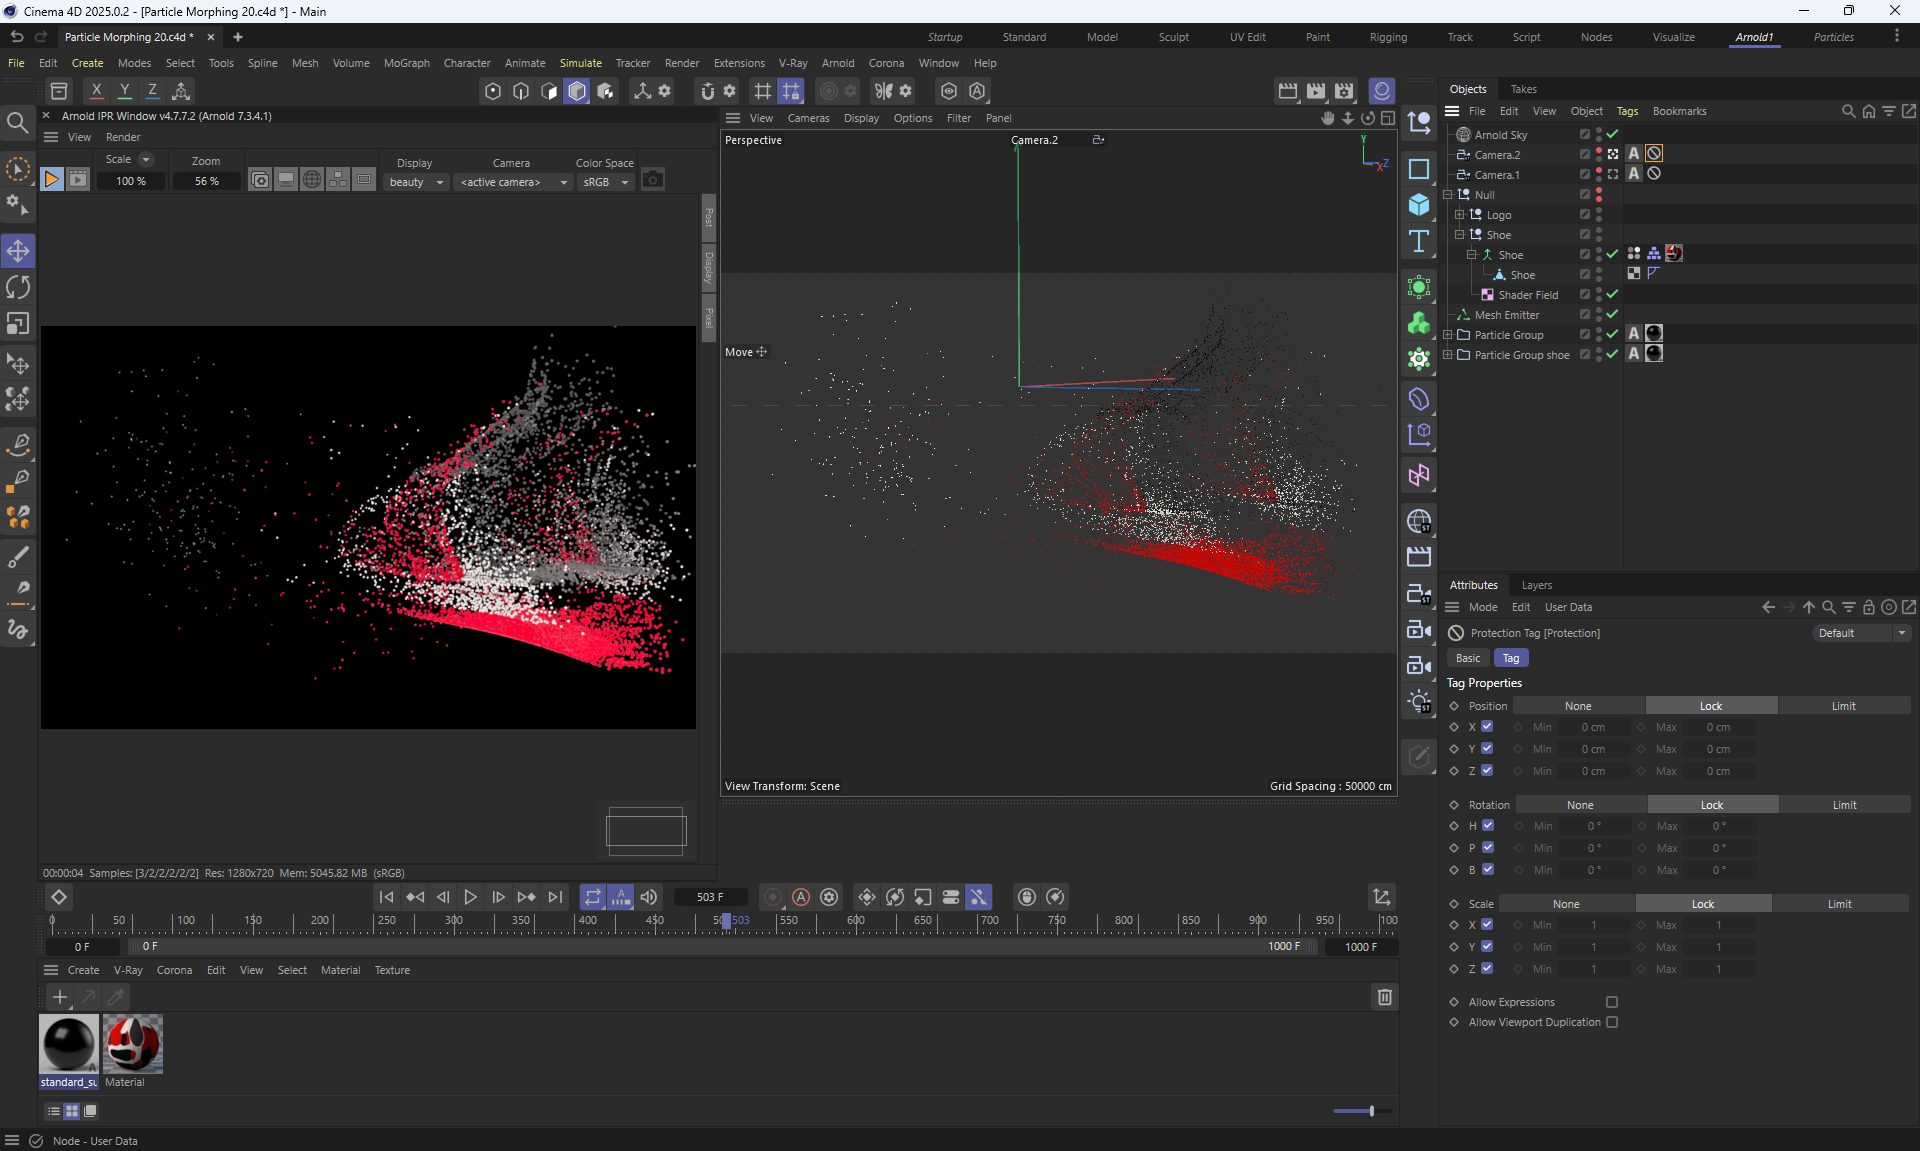 Cinema 4D 2025.0.2 - [Particle Morphing 20.c4d *] - Main
Particle Morphing 20.c4d *
Startup Standard Model Sculpt UV Edit Paint Rigging Track Script Nodes Visualize Arnold1 Particles
File Edit Create Modes Select Tools Spline Mesh Volume MoGraph Character Animate Simulate Tracker Render Extensions V-Ray Arnold Corona Window Help
X Y Z
Arnold IPR Window v4.7.7.2 (Arnold 7.3.4.1)
View Render
Scale Zoom Display Camera Color Space
100 % 56 % beauty <active camera> sRGB
Post
Display
Pixel
00:00:04 Samples: [3/2/2/2/2/2] Res: 1280x720 Mem: 5045.82 MB (sRGB)
View Cameras Display Options Filter Panel
Perspective
Camera.2
Y
Z
X
Move
View Transform: Scene
Grid Spacing : 50000 cm
Objects Takes
File Edit View Object Tags Bookmarks
Arnold Sky
Camera.2
Camera.1
Null
Logo
Shoe
Shoe
Shoe
Shader Field
Mesh Emitter
Particle Group
Particle Group shoe
Attributes Layers
Mode Edit User Data
Protection Tag [Protection]
Default
Basic Tag
Tag Properties
Position None Lock Limit
X Min 0 cm Max 0 cm
Y Min 0 cm Max 0 cm
Z Min 0 cm Max 0 cm
Rotation None Lock Limit
H Min 0 ° Max 0 °
P Min 0 ° Max 0 °
B Min 0 ° Max 0 °
Scale None Lock Limit
X Min 1 Max 1
Y Min 1 Max 1
Z Min 1 Max 1
Allow Expressions
Allow Viewport Duplication
503 F
0 50 100 150 200 250 300 350 400 450 50 503 550 600 650 700 750 800 850 900 950 100
0 F 0 F 1000 F 1000 F
Create V-Ray Corona Edit View Select Material Texture
standard_su Material
Node - User Data